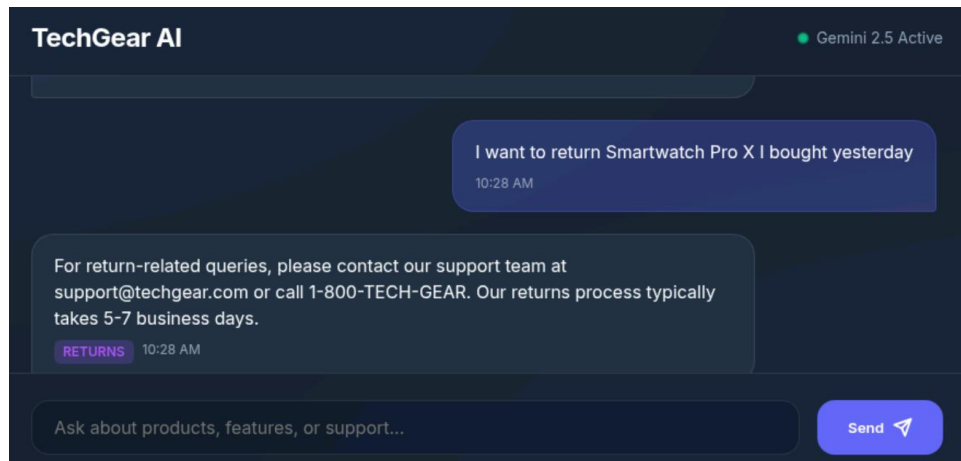 TechGear AI
Gemini 2.5 Active
I want to return Smartwatch Pro X I bought yesterday
10:28 AM
For return-related queries, please contact our support team at
support@techgear.com or call 1-800-TECH-GEAR. Our returns process typically
takes 5-7 business days.
RETURNS 10:28 AM
Ask about products, features, or support...
Send